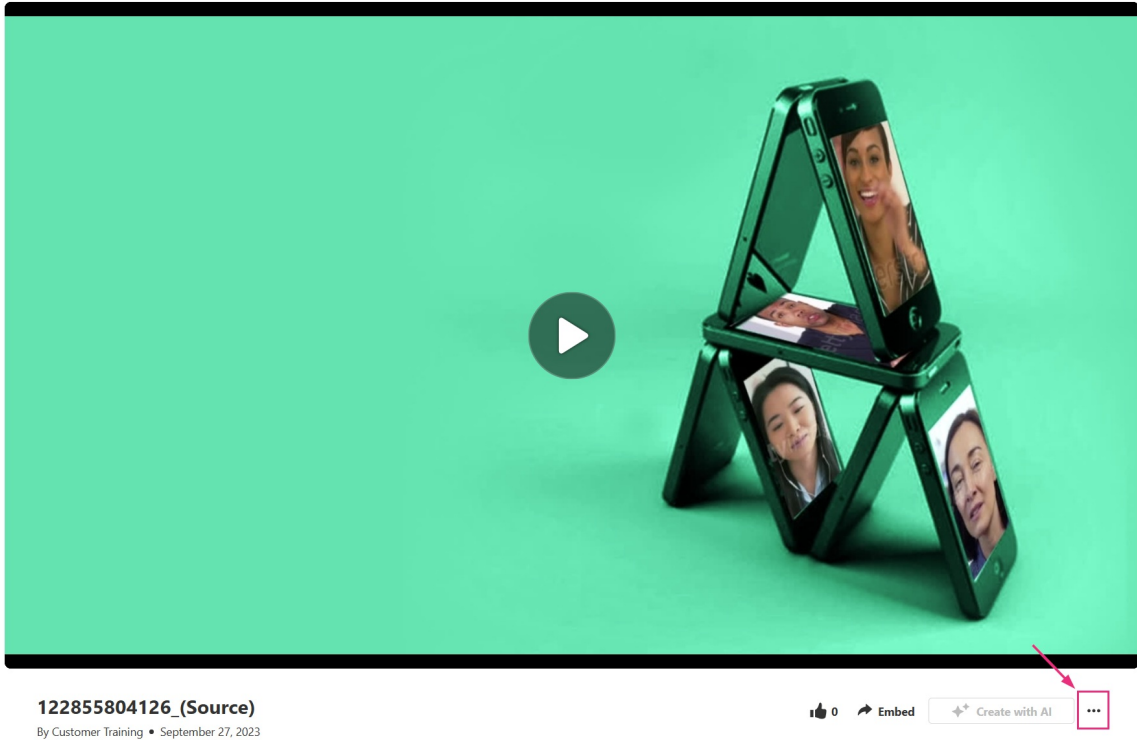 122855804126_(Source)
By Customer Training • September 27, 2023
0
Embed
Create with AI